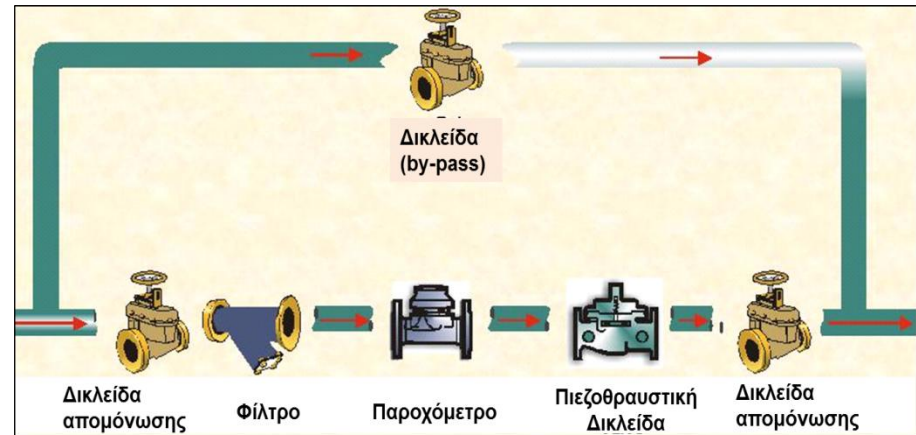 Δικλείδα
(by-pass)
Δικλείδα
απομόνωσης
Φίλτρο
Παροχόμετρο
Πιεζοθραυστική
Δικλείδα
Δικλείδα
απομόνωσης